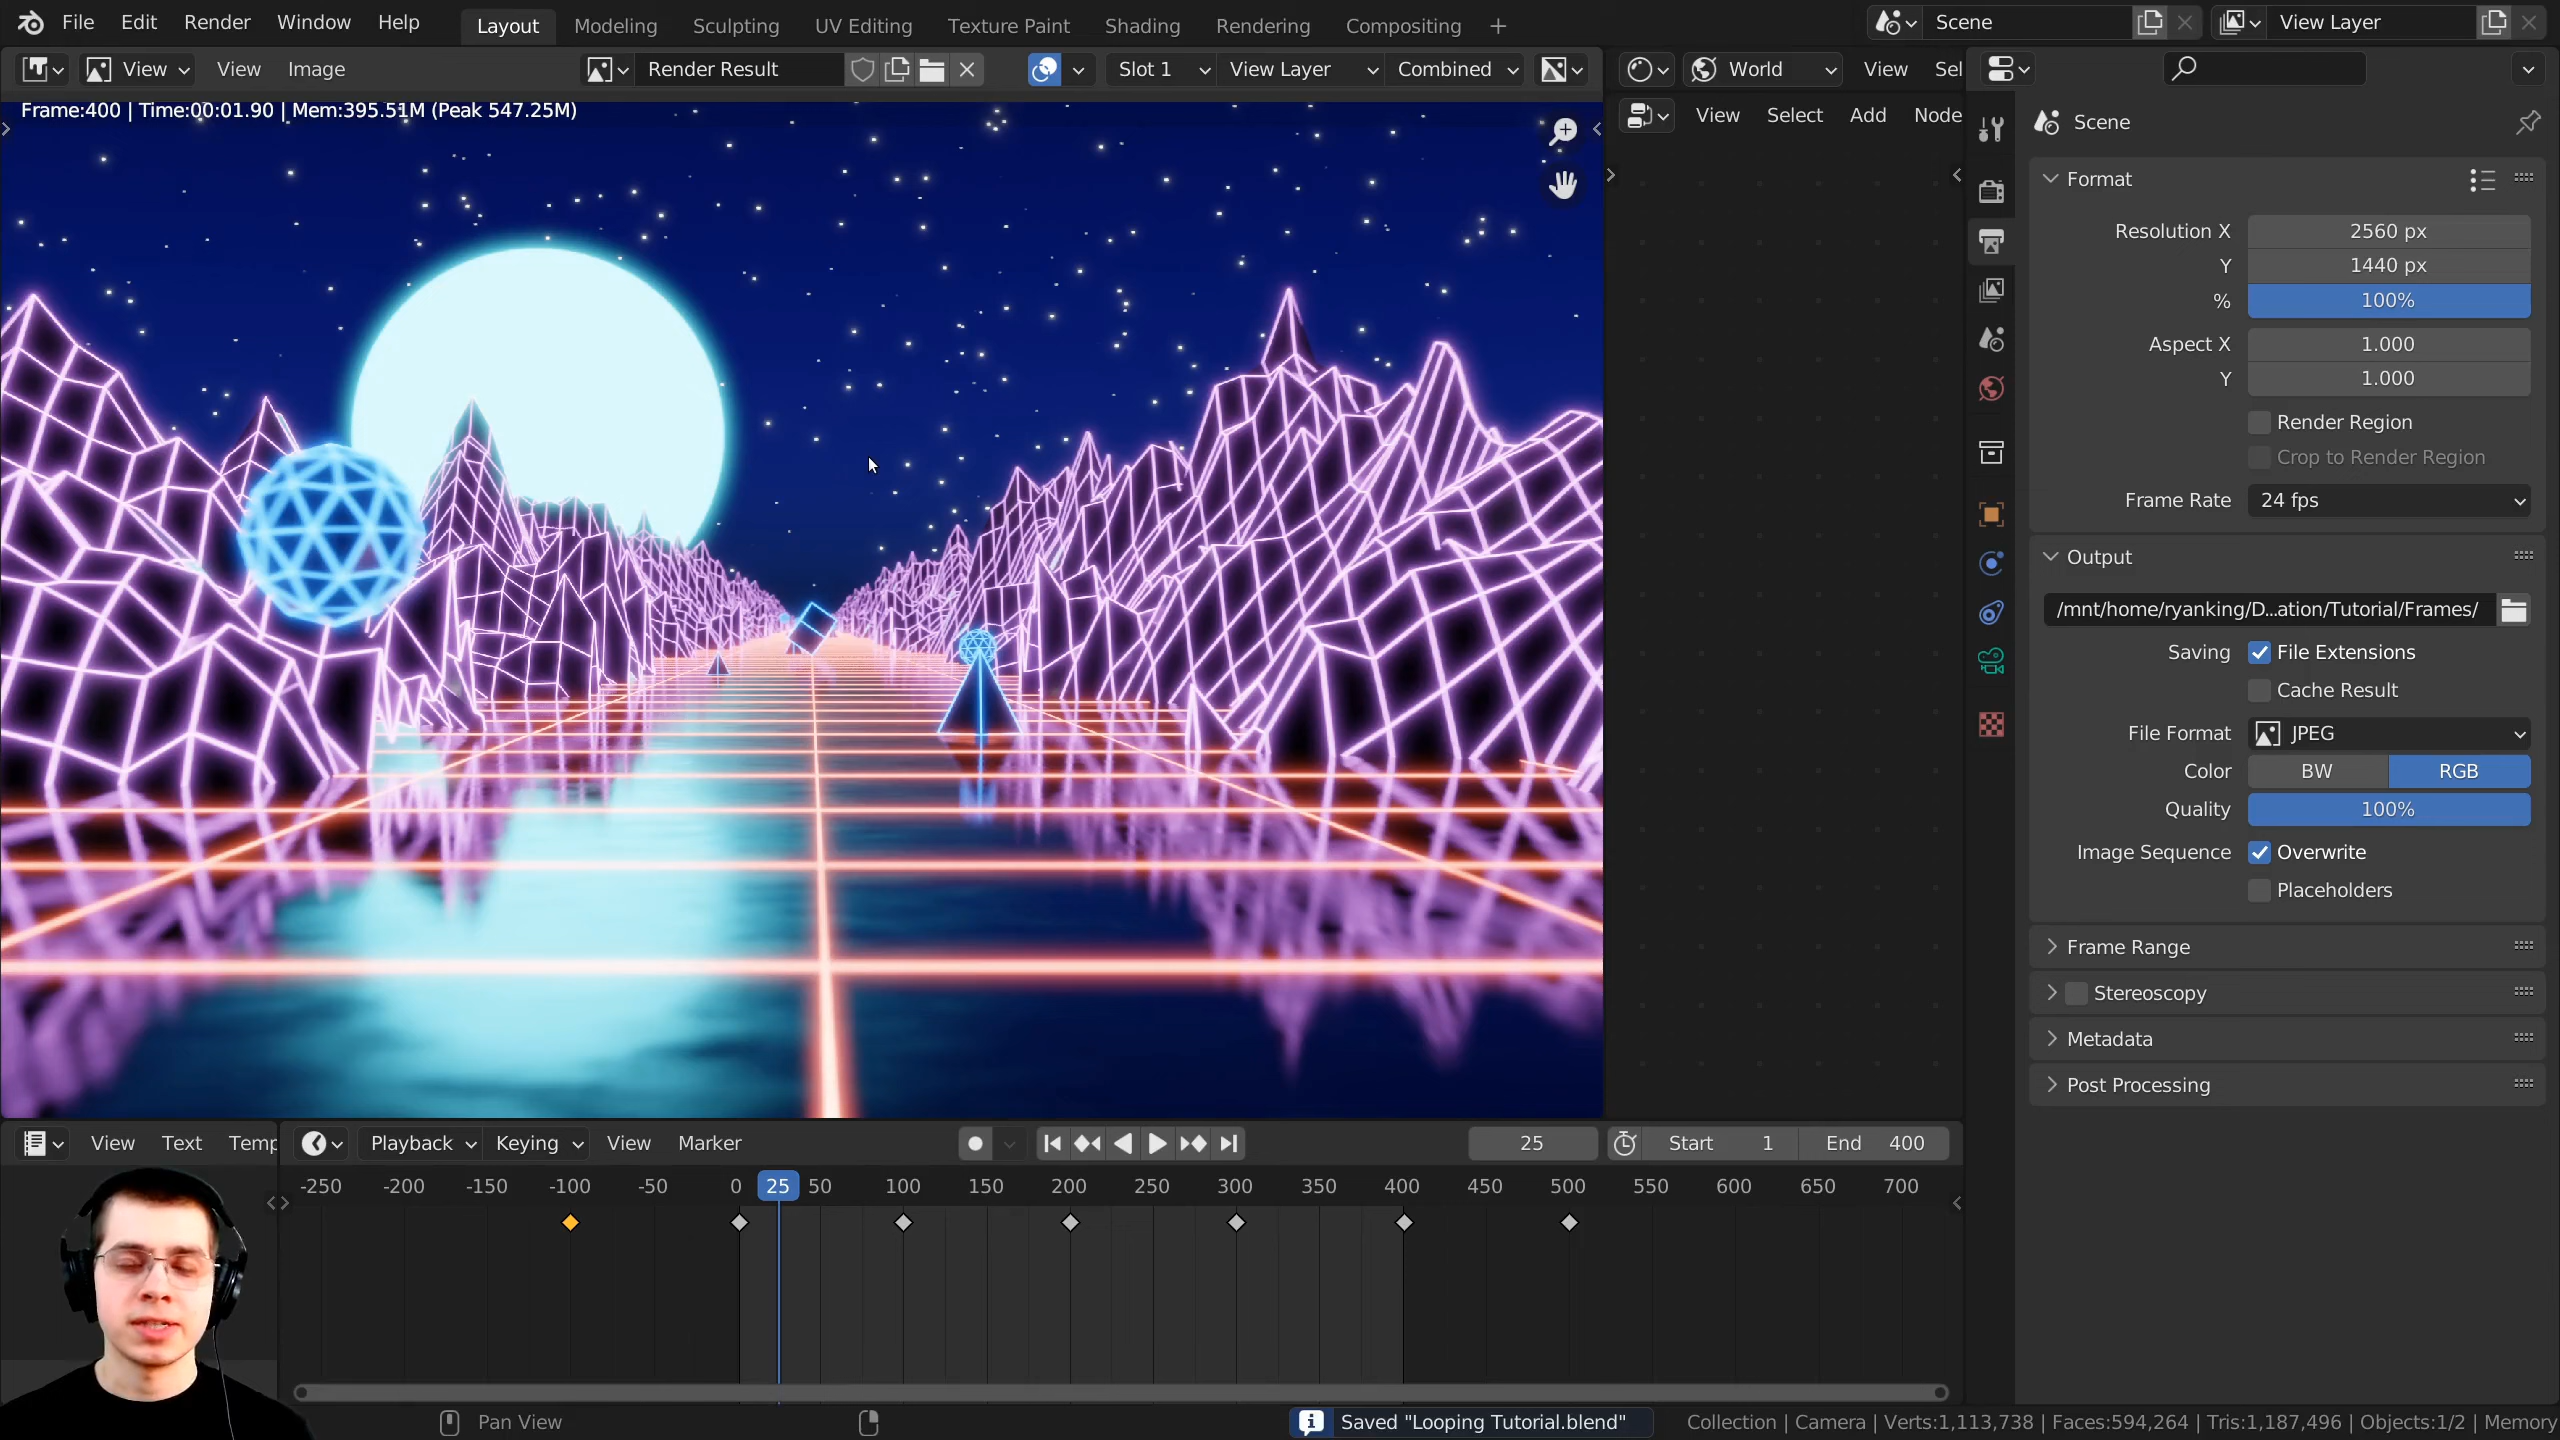 File Edit Render Window Help
Layout Modeling Sculpting UV Editing Texture Paint Shading Rendering Compositing +
Scene
View Layer
View View Image
Render Result
Slot 1 View Layer Combined
World View Sel
Frame:400 | Time:00:01.90 | Mem:395.51M (Peak 547.25M)
View Select Add Node
Scene
Format
Resolution X 2560 px
Y 1440 px
% 100%
Aspect X 1.000
Y 1.000
Render Region
Crop to Render Region
Frame Rate 24 fps
Output
/mnt/home/ryanking/D...ation/Tutorial/Frames/
Saving File Extensions
Cache Result
File Format JPEG
Color BW RGB
Quality 100%
Image Sequence Overwrite
Placeholders
Frame Range
Stereoscopy
Metadata
Post Processing
View Text Temp
Playback Keying View Marker
25
Start 1 End 400
-250 -200 -150 -100 -50 0 25 50 100 150 200 250 300 350 400 450 500 550 600 650 700
Pan View
Saved "Looping Tutorial.blend"
Collection | Camera | Verts:1,113,738 | Faces:594,264 | Tris:1,187,496 | Objects:1/2 | Memory